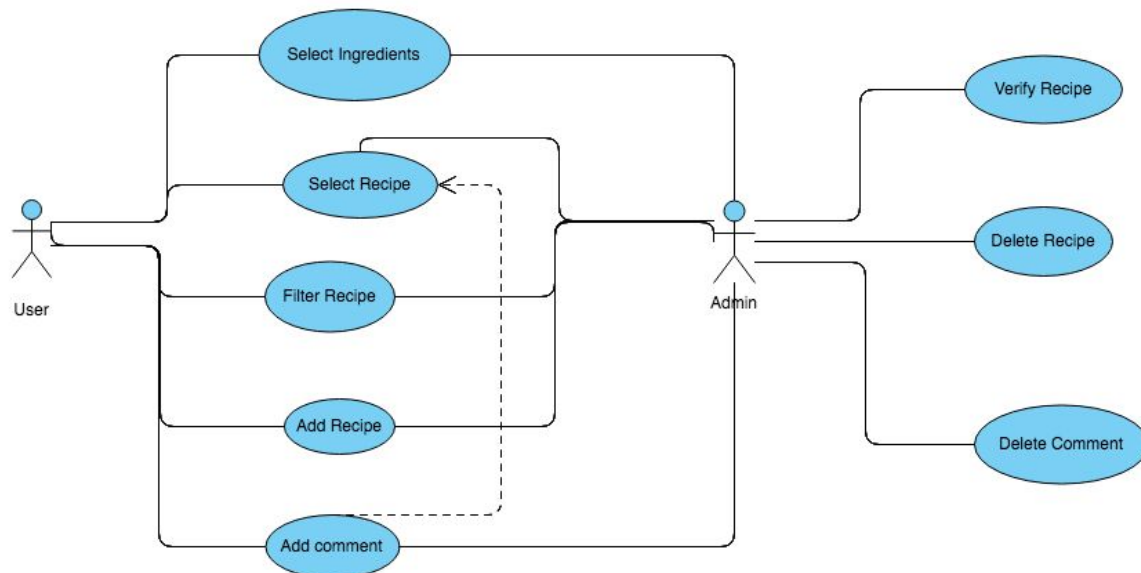 Select Ingredients
Verify Recipe
Select Recipe
Delete Recipe
User
Filter Recipe
Admin
Add Recipe
Delete Comment
Add comment